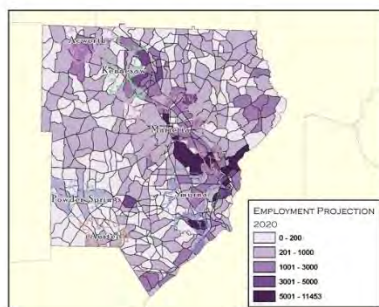 Acworth
Kennesaw
Marietta
Smyrna
Powder Springs
Austell
EMPLOYMENT PROJECTION
2020
0 - 200
201 - 1000
1001 - 3000
3001 - 5000
5001 - 11453